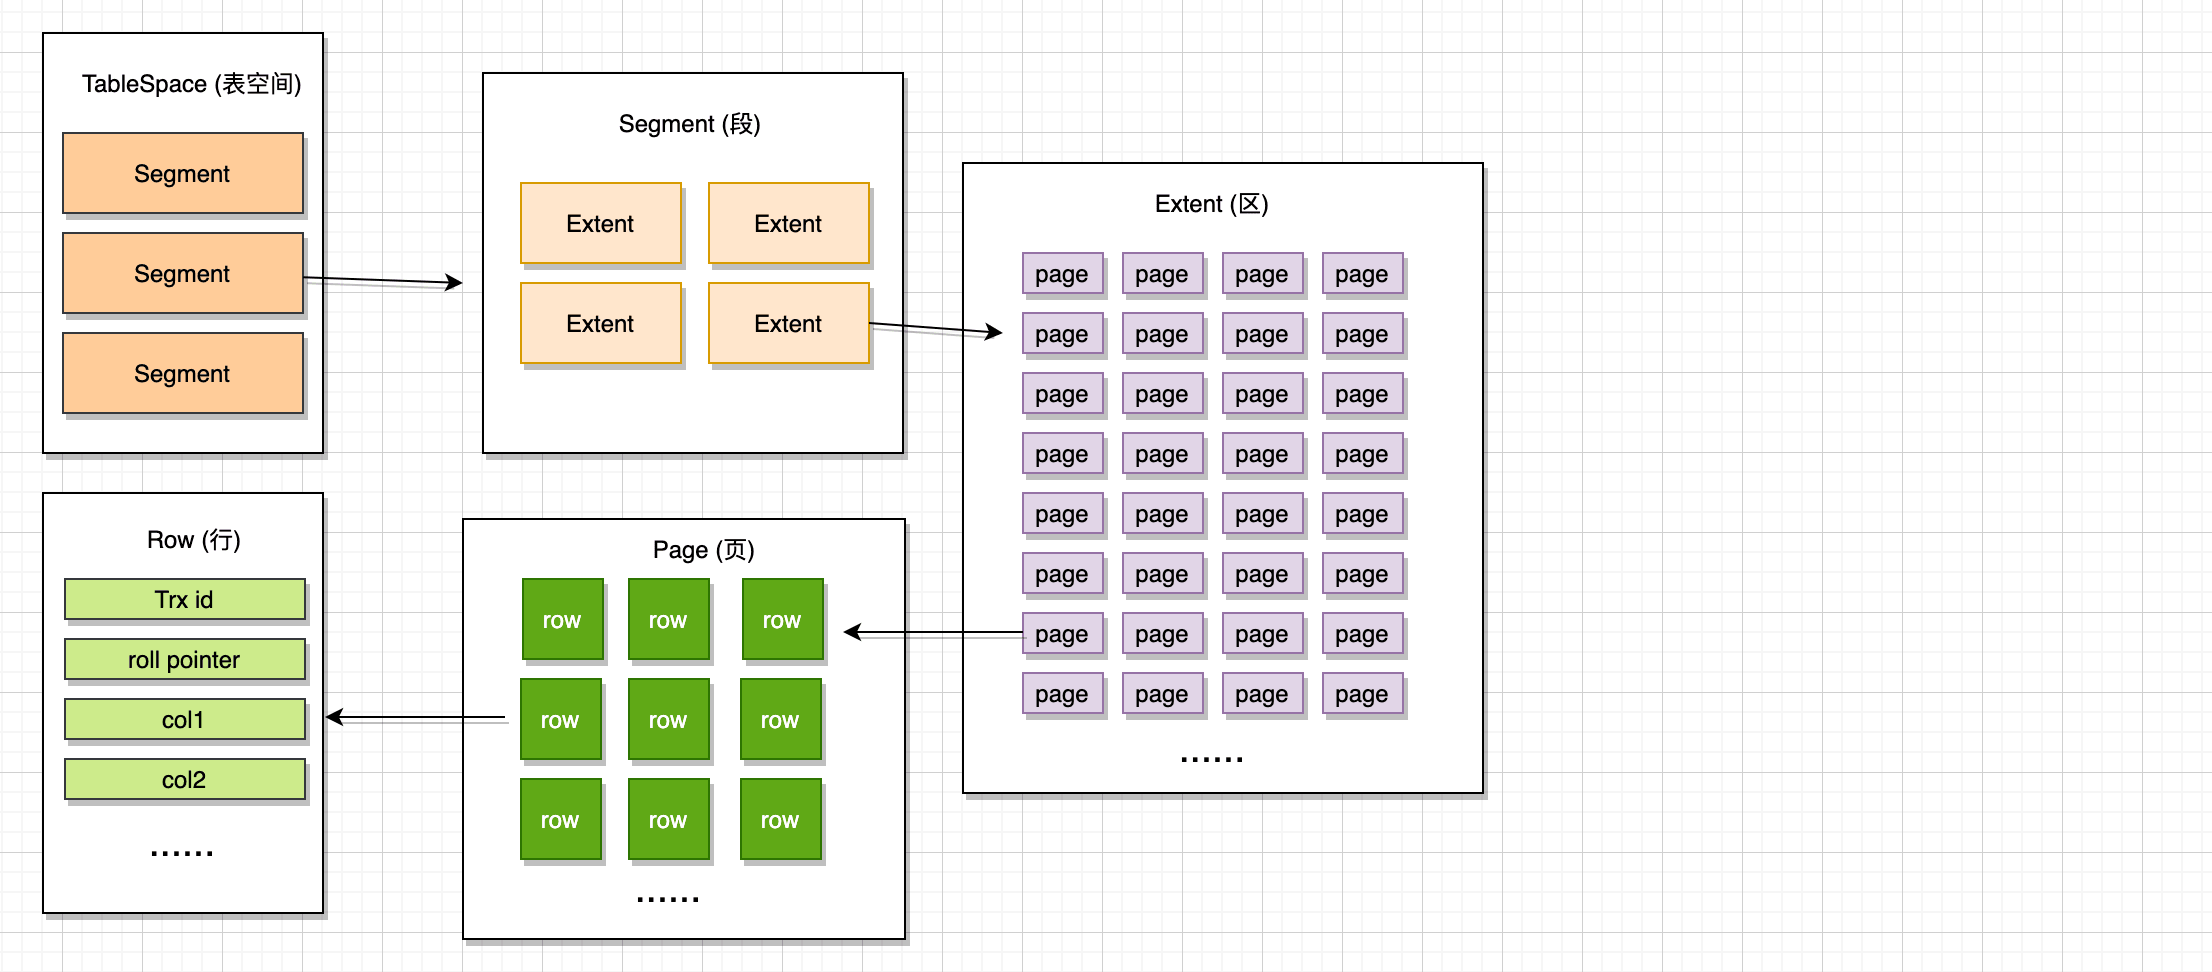 TableSpace (表空间)
Segment
Segment
Segment
Segment (段)
Extent Extent
Extent Extent
Extent (区)
page page page page
page page page page
page page page page
page page page page
page page page page
page page page page
page page page page
page page page page
......
Page (页)
row row row
row row row
row row row
......
Row (行)
Trx id
roll pointer
col1
col2
......